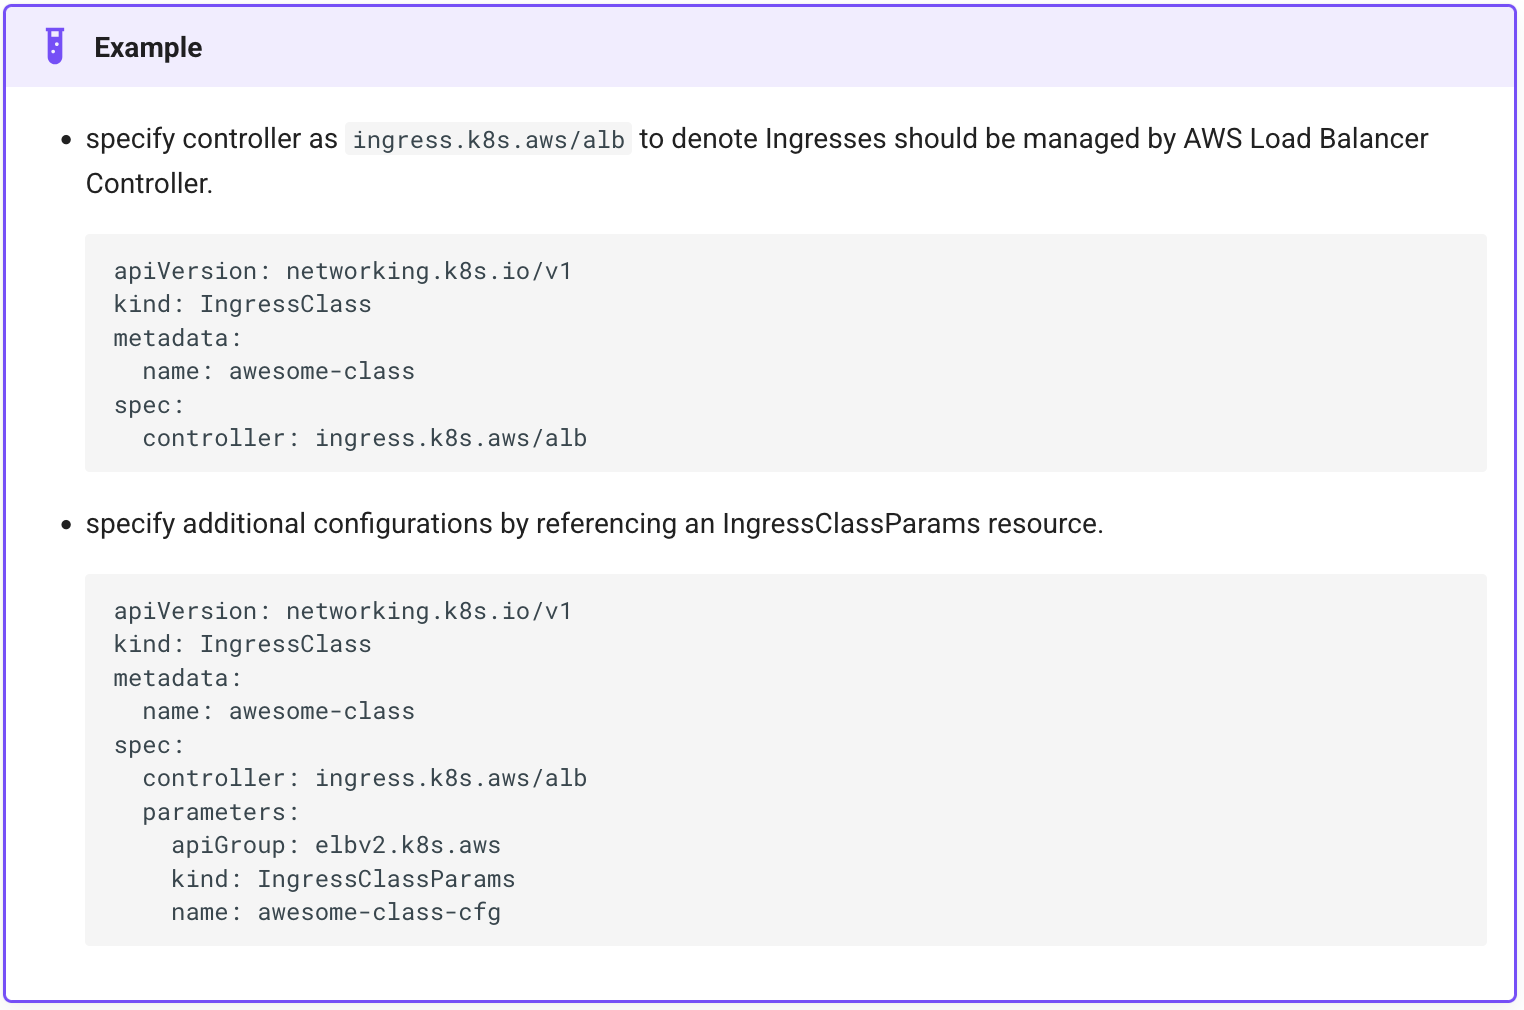 Example
• specify controller as ingress.k8s.aws/alb to denote Ingresses should be managed by AWS Load Balancer
Controller.
apiVersion: networking.k8s.io/v1
kind: IngressClass
metadata:
  name: awesome-class
spec:
  controller: ingress.k8s.aws/alb
• specify additional configurations by referencing an IngressClassParams resource.
apiVersion: networking.k8s.io/v1
kind: IngressClass
metadata:
  name: awesome-class
spec:
  controller: ingress.k8s.aws/alb
  parameters:
    apiGroup: elbv2.k8s.aws
    kind: IngressClassParams
    name: awesome-class-cfg